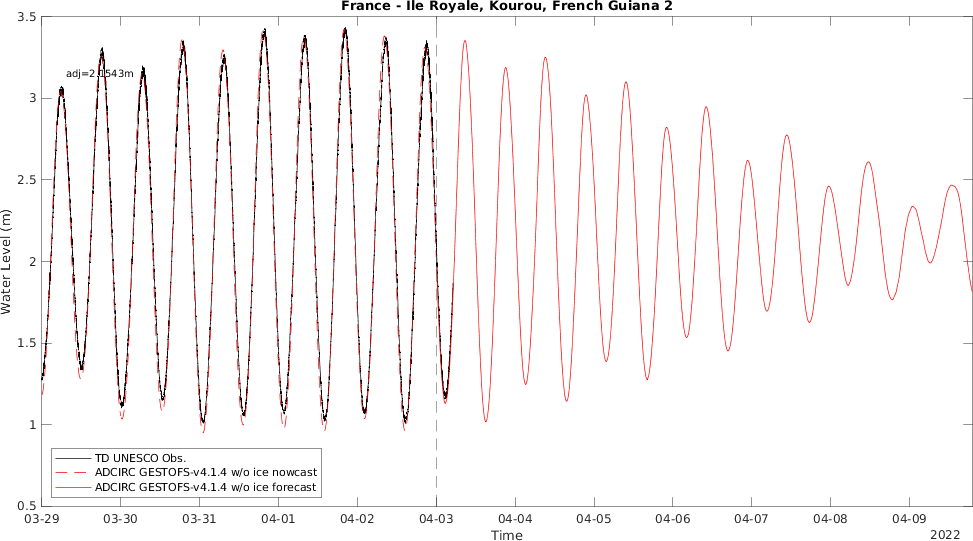 France - Ile Royale, Kourou, French Guiana 2
3.5
3
2.5
2
1.5
1
0.5
Water Level (m)
adj=2.1543m
TD UNESCO Obs.
ADCIRC GESTOFS-v4.1.4 w/o ice nowcast
ADCIRC GESTOFS-v4.1.4 w/o ice forecast
03-29 03-30 03-31 04-01 04-02 04-03 04-04 04-05 04-06 04-07 04-08 04-09
Time
2022